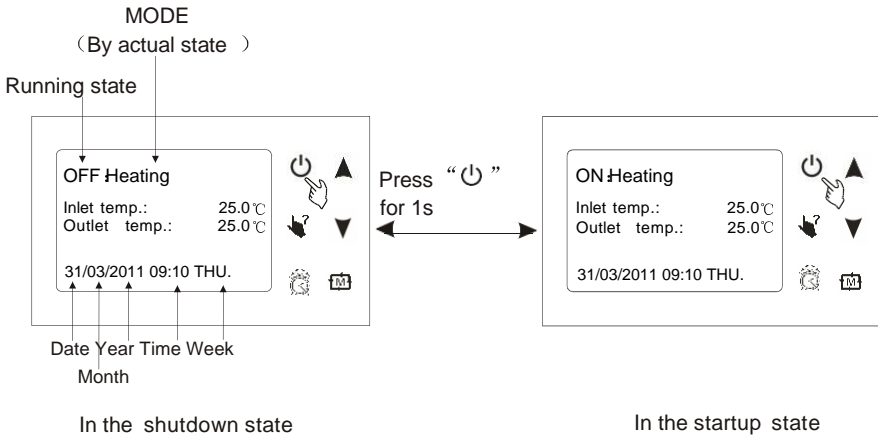 MODE
（By actual state ）
Running state
OFF:Heating
Inlet temp.: 25.0℃
Outlet temp.: 25.0℃
31/03/2011 09:10 THU.
Date Year Time Week
Month
In the shutdown state
Press “⏻”
for 1s
ON:Heating
Inlet temp.: 25.0℃
Outlet temp.: 25.0℃
31/03/2011 09:10 THU.
M
?
M
?
In the startup state